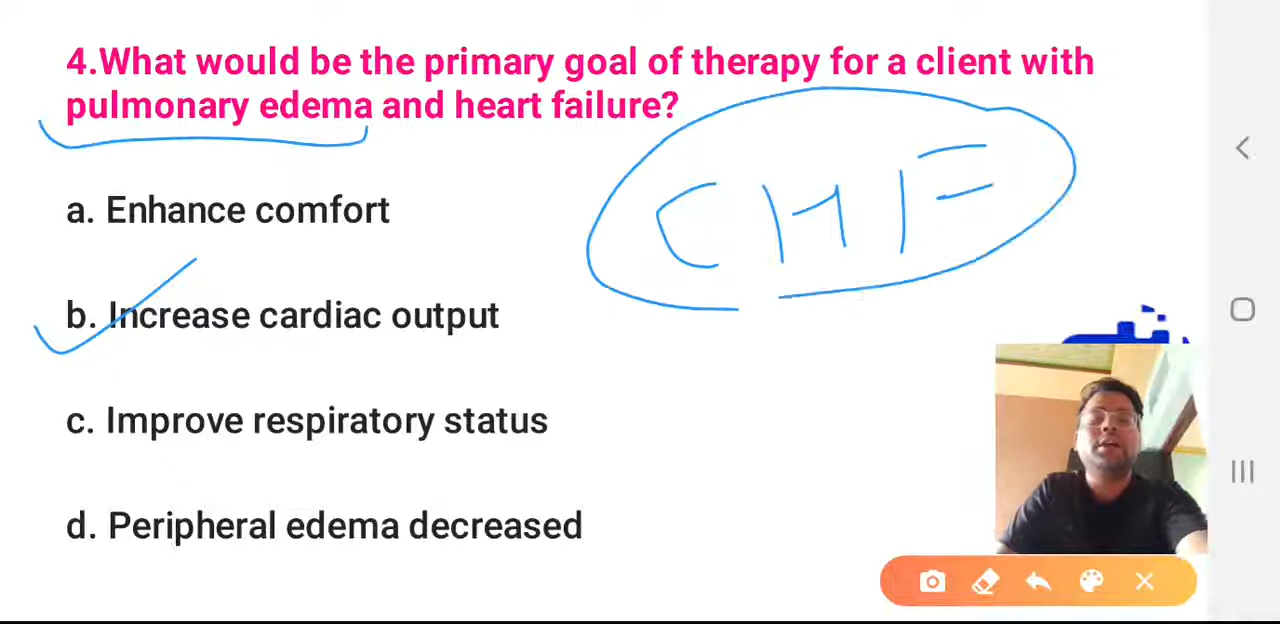 4.What would be the primary goal of therapy for a client with
pulmonary edema and heart failure?
CHF
a. Enhance comfort
b. Increase cardiac output
c. Improve respiratory status
d. Peripheral edema decreased